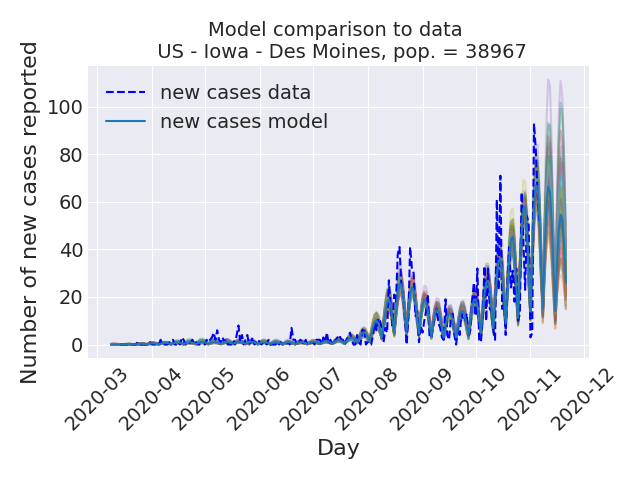 Model comparison to data
US - Iowa - Des Moines, pop. = 38967
Number of new cases reported
new cases data
new cases model
100
80
60
40
20
0
2020-03
2020-04
2020-05
2020-06
2020-07
2020-08
2020-09
2020-10
2020-11
2020-12
Day